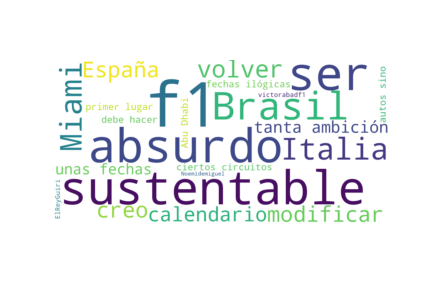 España
volver
ser
f1
fechas ilógicas
victorabadf1
Miami
primer lugar
Abu Dhabi
Brasil
autos sino
debe hacer
tanta ambición
absurdo
Italia
unas fechas
ciertos circuitos
Noemidemiguel
sustentable
ElReyGuiri
creo
calendario
modificar